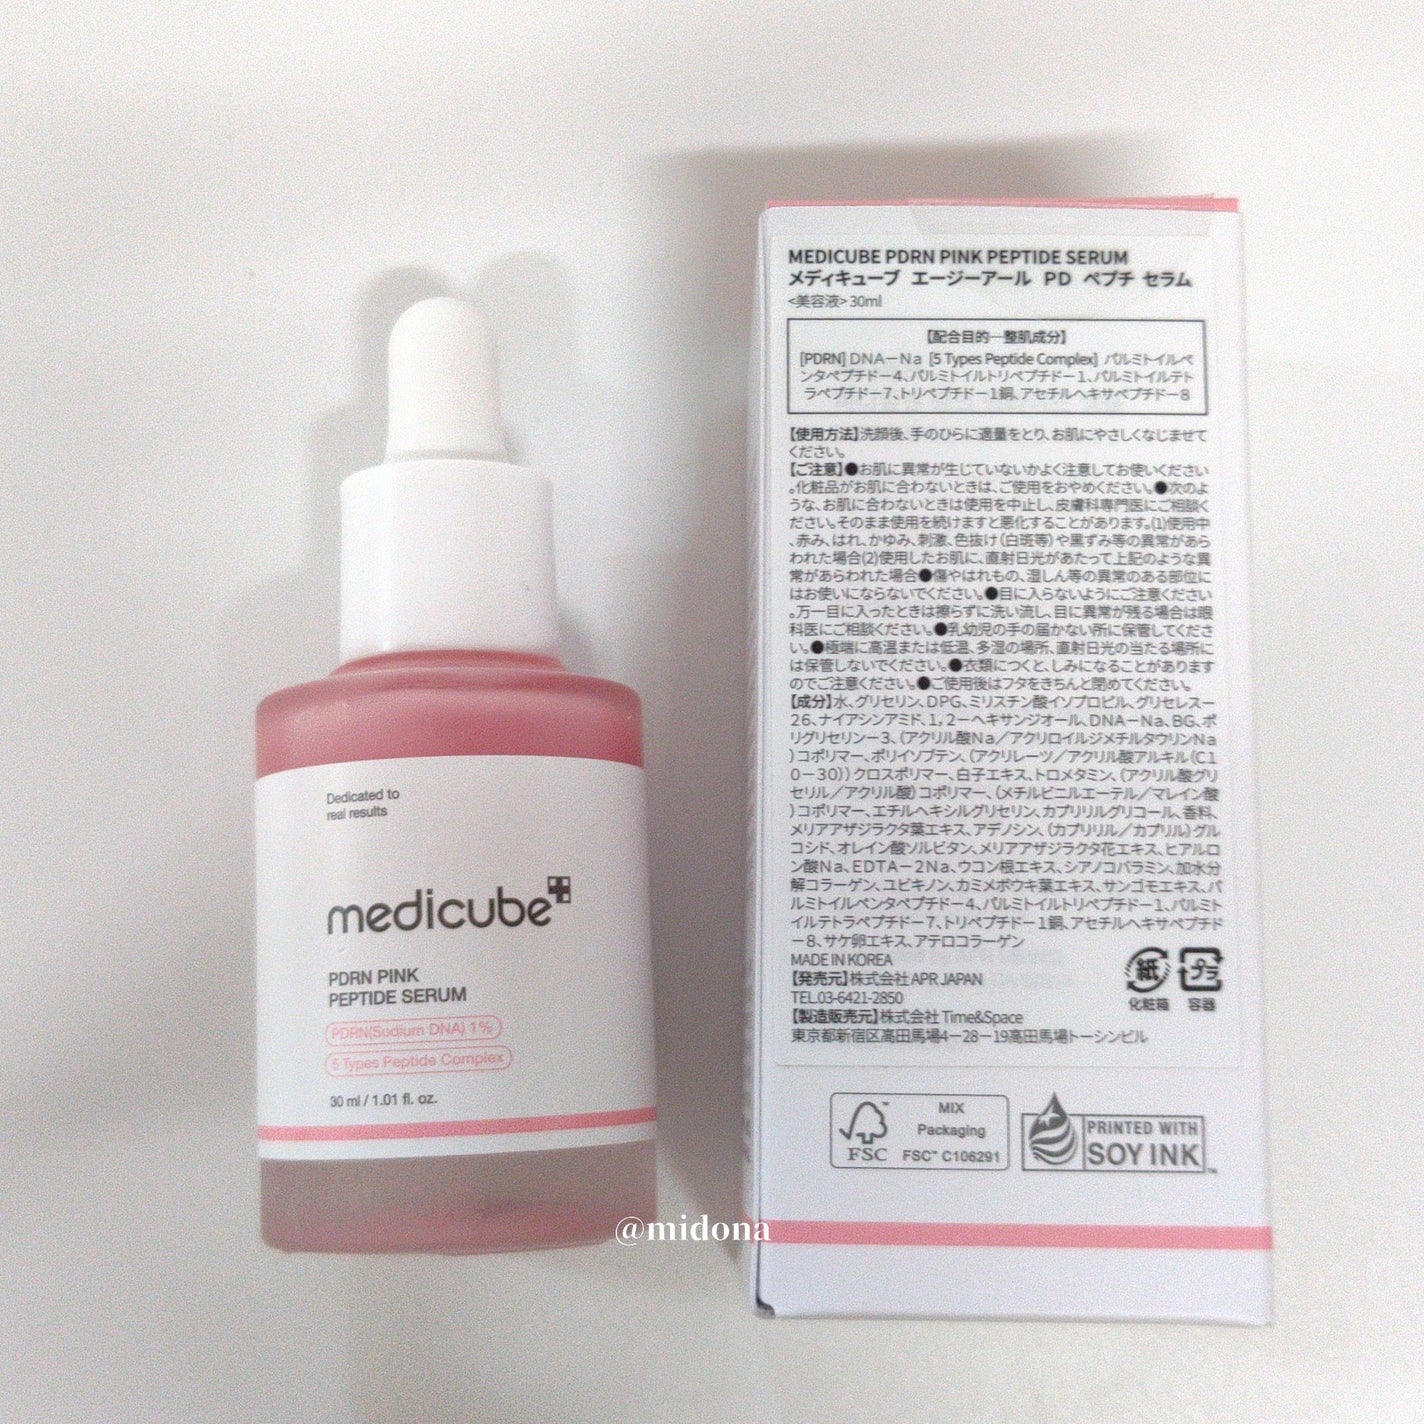 Dedicated to
real results
medicube
PDRN PINK
PEPTIDE SERUM
PDRN(Sodium DNA) 1%
5 Types Peptide Complex
30 ml / 1.01 fl. oz.
@midona
MEDICUBE PDRN PINK PEPTIDE SERUM
メディキューブ エージーアール PD ペプチ セラム
<美容液> 30ml
【配合目的―整肌成分】
[PDRN] DNA－Na [5 Types Peptide Complex] パルミトイルペ
ンタペプチド－4、パルミトイルトリペプチド－1、パルミトイルテト
ラペプチド－7、トリペプチド－1銅、アセチルヘキサペプチド－8
【使用方法】洗顔後、手のひらに適量をとり、お肌にやさしくなじませて
ください。
【ご注意】●お肌に異常が生じていないかよく注意してお使いください
。化粧品がお肌に合わないときは、ご使用をおやめください。●次のよ
うな、お肌に合わないときは使用を中止し、皮膚科専門医にご相談く
ださい。そのまま使用を続けますと悪化することがあります。(1)使用中
、赤み、はれ、かゆみ、刺激、色抜け（白斑等）や黒ずみ等の異常があら
われた場合(2)使用したお肌に、直射日光があたって上記のような異
常があらわれた場合●傷やはれもの、湿しん等の異常のある部位に
はお使いにならないでください。●目に入らないようにご注意ください
。万一目に入ったときは擦らずに洗い流し、目に異常が残る場合は眼
科医にご相談ください。●乳幼児の手の届かない所に保管してくださ
い。●極端に高温または低温、多湿の場所、直射日光の当たる場所に
は保管しないでください。●衣類につくと、しみになることがあります
のでご注意ください。●ご使用後はフタをきちんと閉めてください。
【成分】水、グリセリン、DPG、ミリスチン酸イソプロピル、グリセレス－
26、ナイアシンアミド、1，2－ヘキサンジオール、DNA－Na、BG、ポ
リグリセリン－3、（アクリル酸Na／アクリロイルジメチルタウリンNa
）コポリマー、ポリイソブテン、（アクリレーツ／アクリル酸アルキル（C1
0－30））クロスポリマー、白子エキス、トロメタミン、（アクリル酸グリ
セリル／アクリル酸）コポリマー、（メチルビニルエーテル／マレイン酸
）コポリマー、エチルヘキシルグリセリン、カプリリルグリコール、香料、
メリアアザジラクタ葉エキス、アデノシン、（カプリリル／カプリル）グル
コシド、オレイン酸ソルビタン、メリアアザジラクタ花エキス、ヒアルロ
ン酸Na、EDTA－2Na、ウコン根エキス、シアノコバラミン、加水分
解コラーゲン、ユビキノン、カミメボウキ葉エキス、サンゴモエキス、パ
ルミトイルペンタペプチド－4、パルミトイルトリペプチド－1、パルミト
イルテトラペプチド－7、トリペプチド－1銅、アセチルヘキサペプチド
－8、サケ卵エキス、アテロコラーゲン
MADE IN KOREA
【発売元】株式会社 APR JAPAN
TEL.03-6421-2850
【製造販売元】株式会社 Time&Space
東京都新宿区高田馬場4－28－19高田馬場トーシンビル
紙
化粧箱
プラ
容器
FSC
MIX
Packaging
FSC™ C106291
PRINTED WITH
SOY INK™